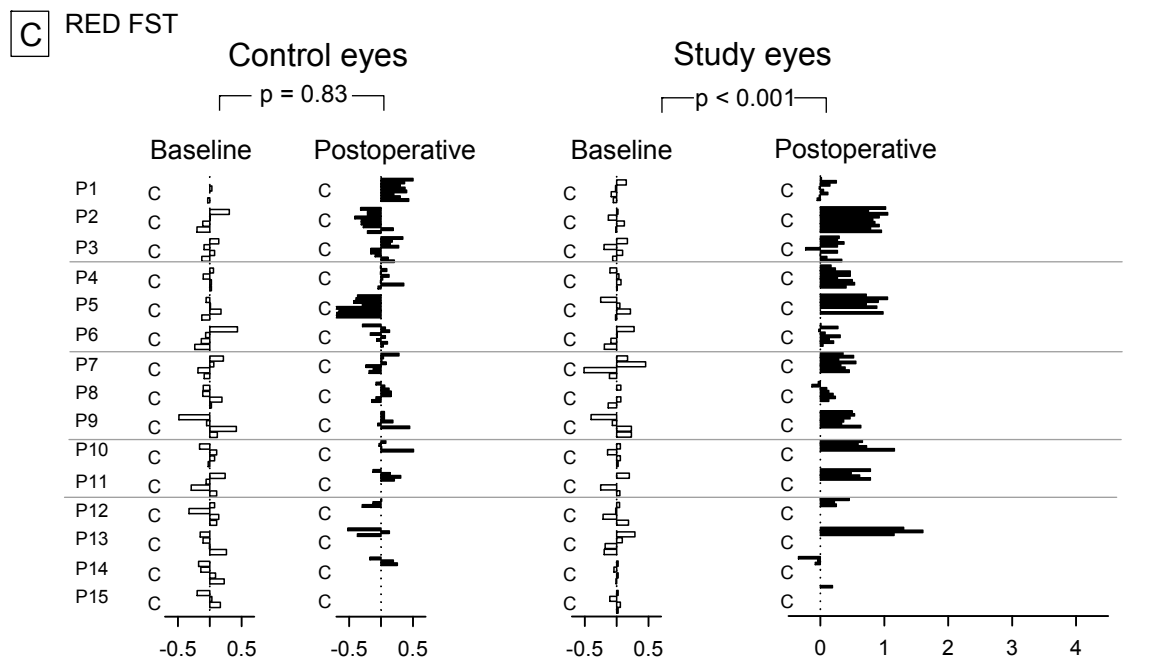 C RED FST
Control eyes Study eyes
p = 0.83 p < 0.001
Baseline Postoperative Baseline Postoperative
P1 C C C C
P2 C C C C
P3 C C C C
P4 C C C C
P5 C C C C
P6 C C C C
P7 C C C C
P8 C C C C
P9 C C C C
P10 C C C C
P11 C C C C
P12 C C C C
P13 C C C C
P14 C C C C
P15 C C C C
-0.5 0.5 -0.5 0.5 -0.5 0.5 0 1 2 3 4